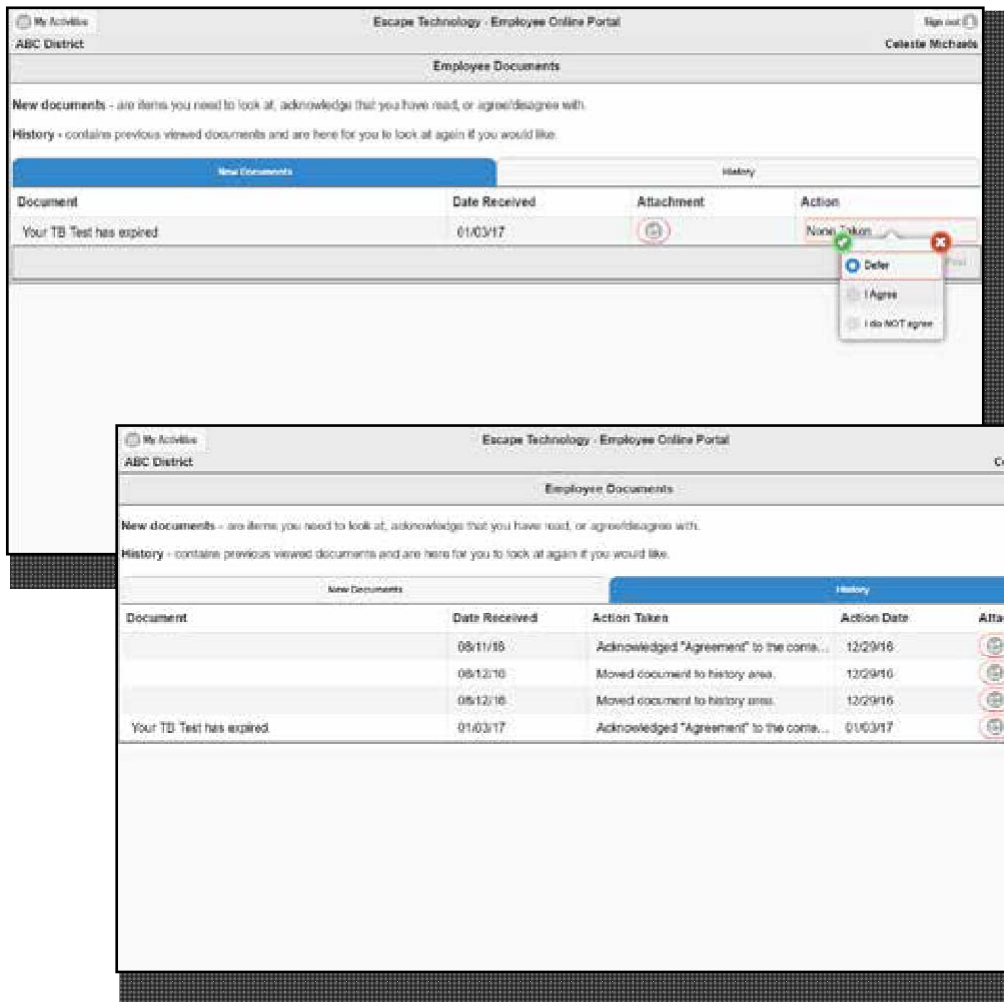 My Activities Escape Technology - Employee Online Portal Sign out
ABC District Celeste Michaels
Employee Documents
New documents - are items you need to look at, acknowledge that you have read, or agree/disagree with.
History - contains previous viewed documents and are here for you to look at again if you would like.
New Documents History
Document Date Received Attachment Action
Your TB Test has expired 01/03/17 None Taken
Defer Post
I Agree
I do NOT agree
My Activities Escape Technology - Employee Online Portal
ABC District
Employee Documents
New documents - are items you need to look at, acknowledge that you have read, or agree/disagree with.
History - contains previous viewed documents and are here for you to look at again if you would like.
New Documents History
Document Date Received Action Taken Action Date
08/11/16 Acknowledged "Agreement" to the conte... 12/29/16
Moved document to history area. 12/29/16
Moved document to history area. 12/29/16
Your TB Test has expired 01/03/17 Acknowledged "Agreement" to the conte... 01/03/17